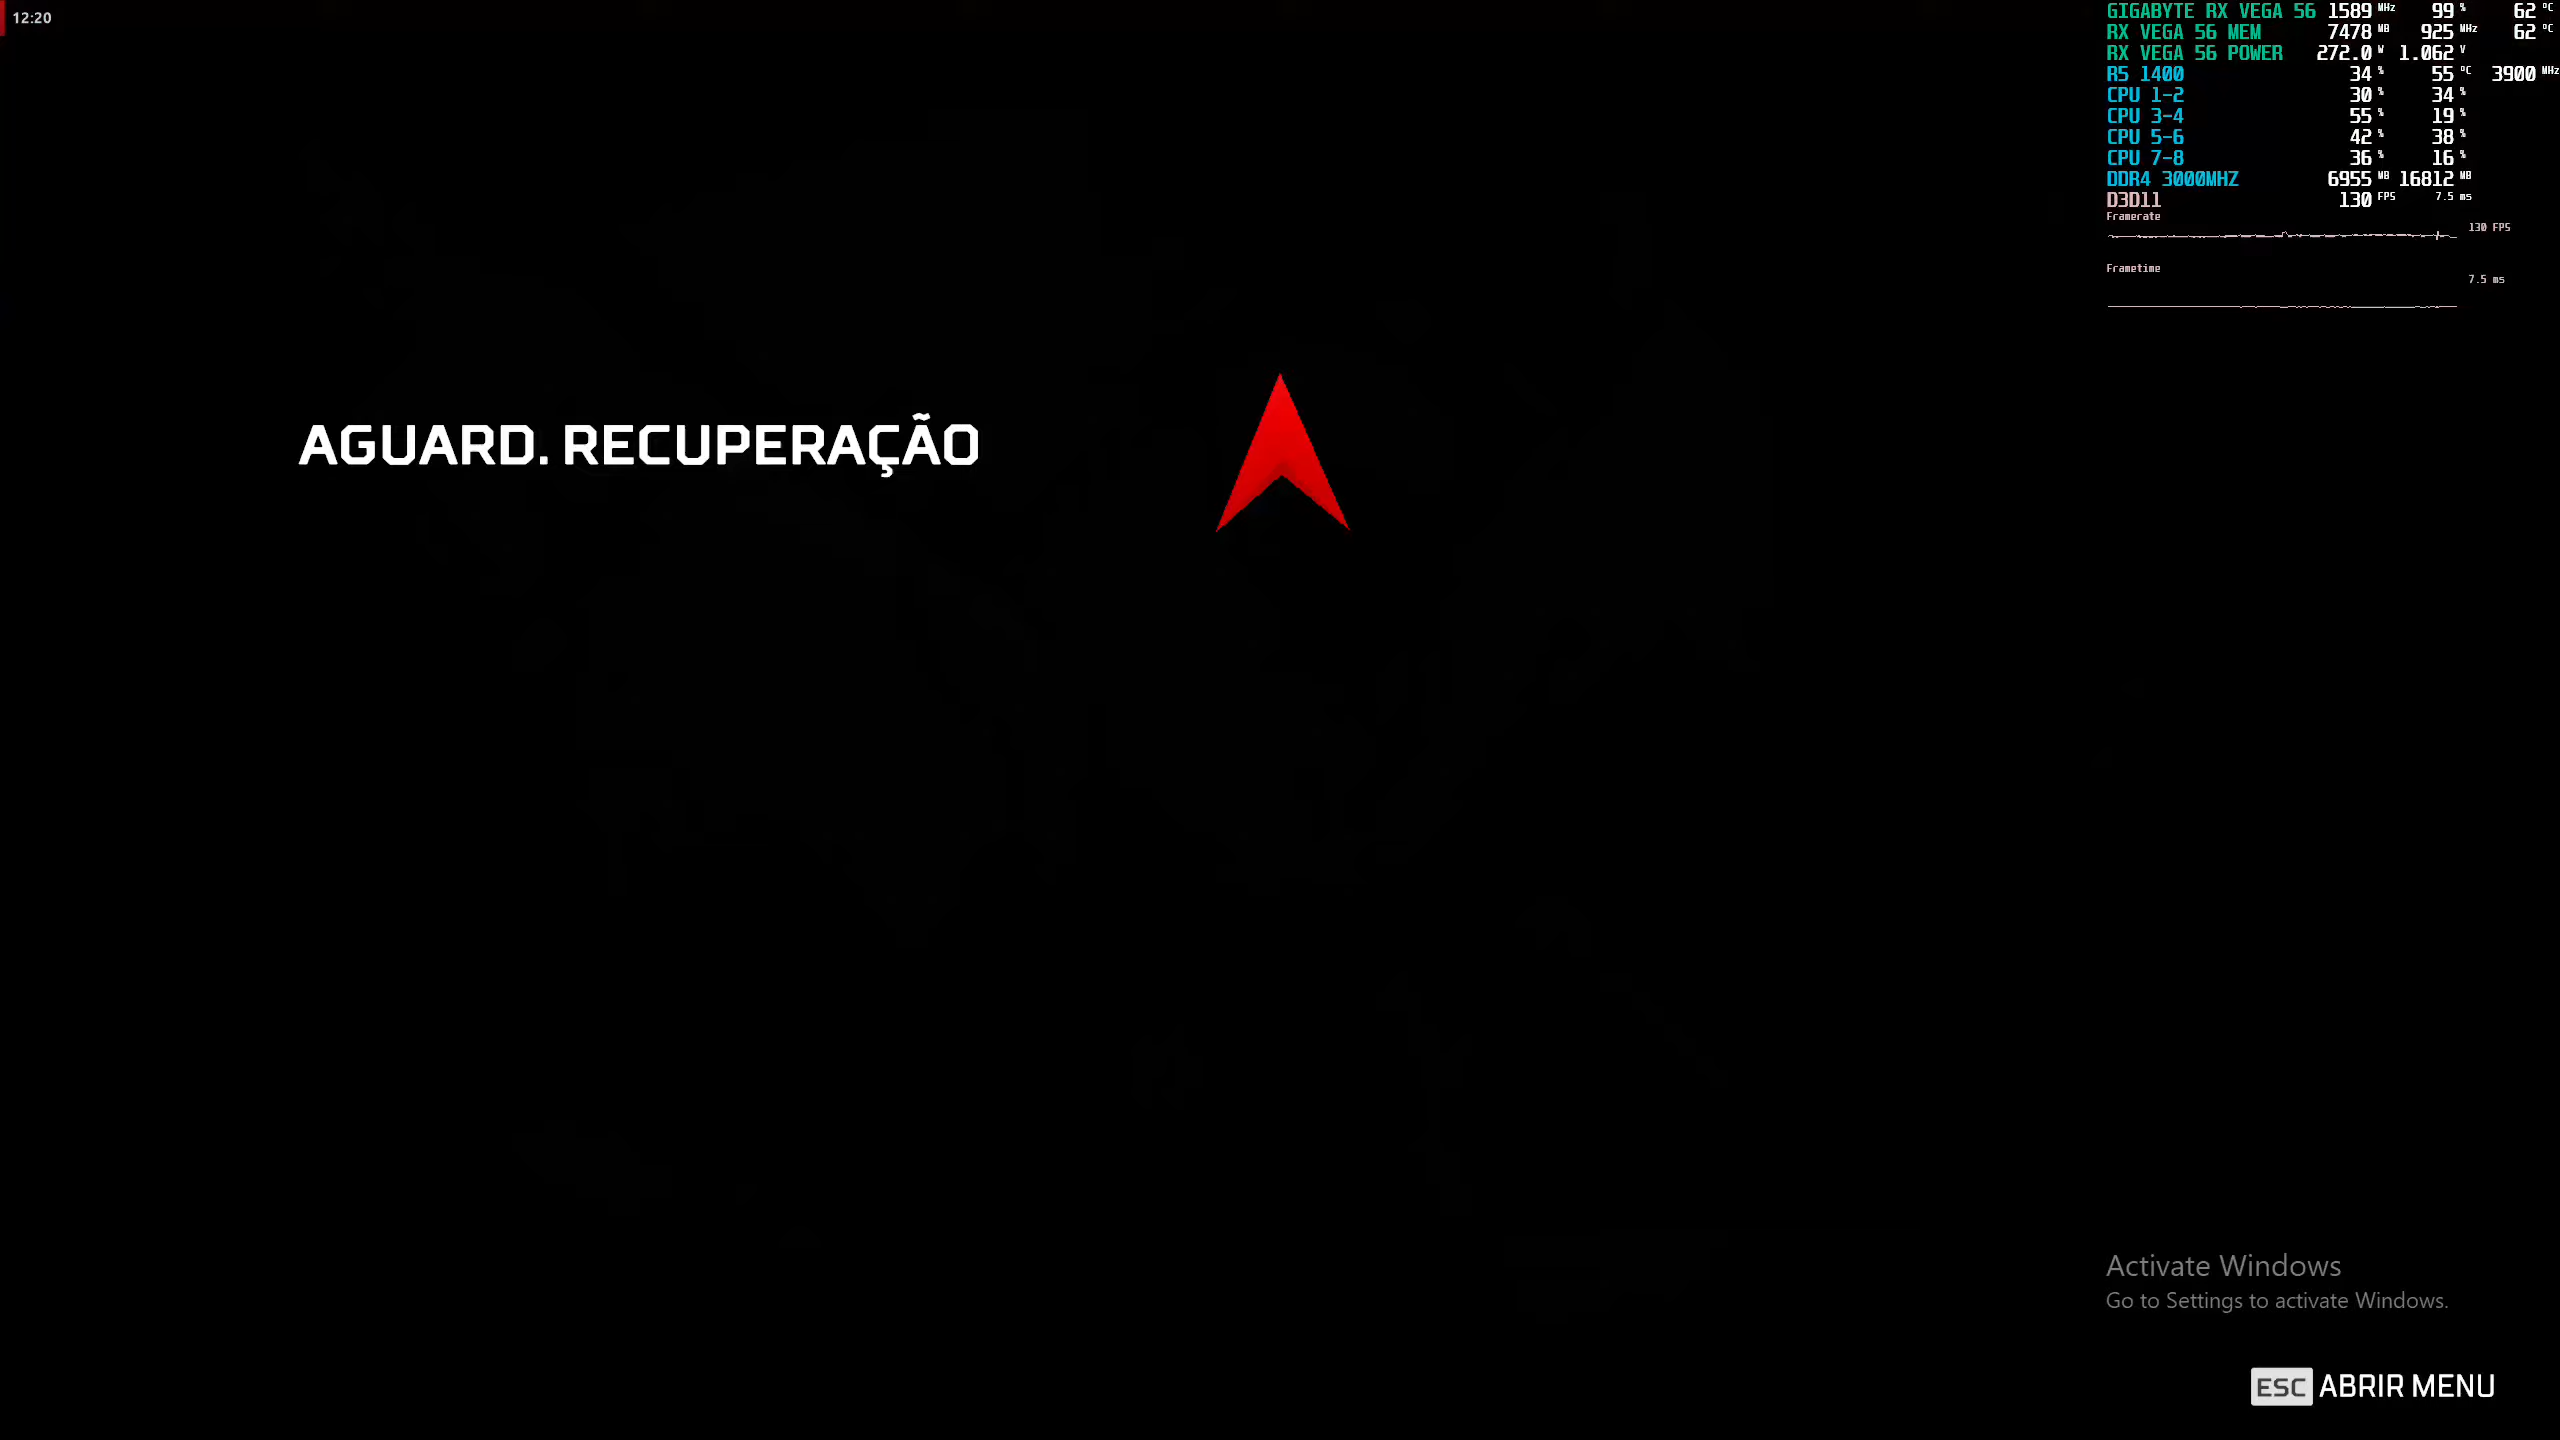 12:20
GIGABYTE RX VEGA 56 1589 MHz 99 % 62 °C
RX VEGA 56 MEM 7478 MB 925 MHz 62 °C
RX VEGA 56 POWER 272.0 W 1.062 V
R5 1400 34 % 55 °C 3900 MHz
CPU 1-2 30 % 34 %
CPU 3-4 55 % 19 %
CPU 5-6 42 % 38 %
CPU 7-8 36 % 16 %
DDR4 3000MHZ 6955 MB 16812 MB
D3D11 130 FPS 7.5 ms
Framerate
130 FPS
Frametime
7.5 ms
AGUARD. RECUPERAÇÃO
Activate Windows
Go to Settings to activate Windows.
ESC ABRIR MENU